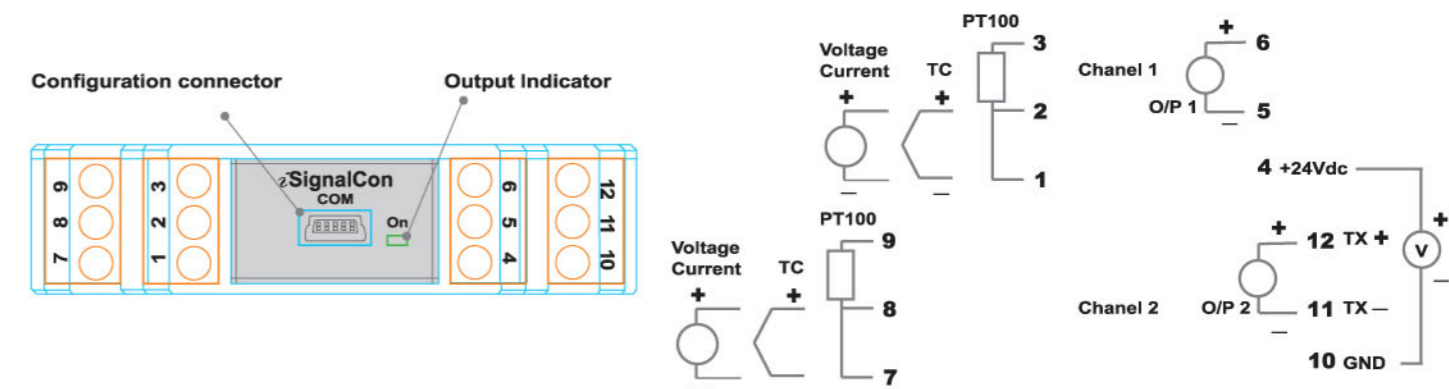 Configuration connector
Output Indicator
9
8
7
3
2
1
iSignalCon
COM
On
6
5
4
12
11
10
PT100
Voltage
Current
TC
+
+
3
2
1
—
—
Chanel 1
+
6
O/P 1
5
—
4 +24Vdc
PT100
Voltage
Current
TC
+
+
9
8
7
—
—
Chanel 2
+
12 TX +
O/P 2
11 TX —
—
10 GND
+
V
—